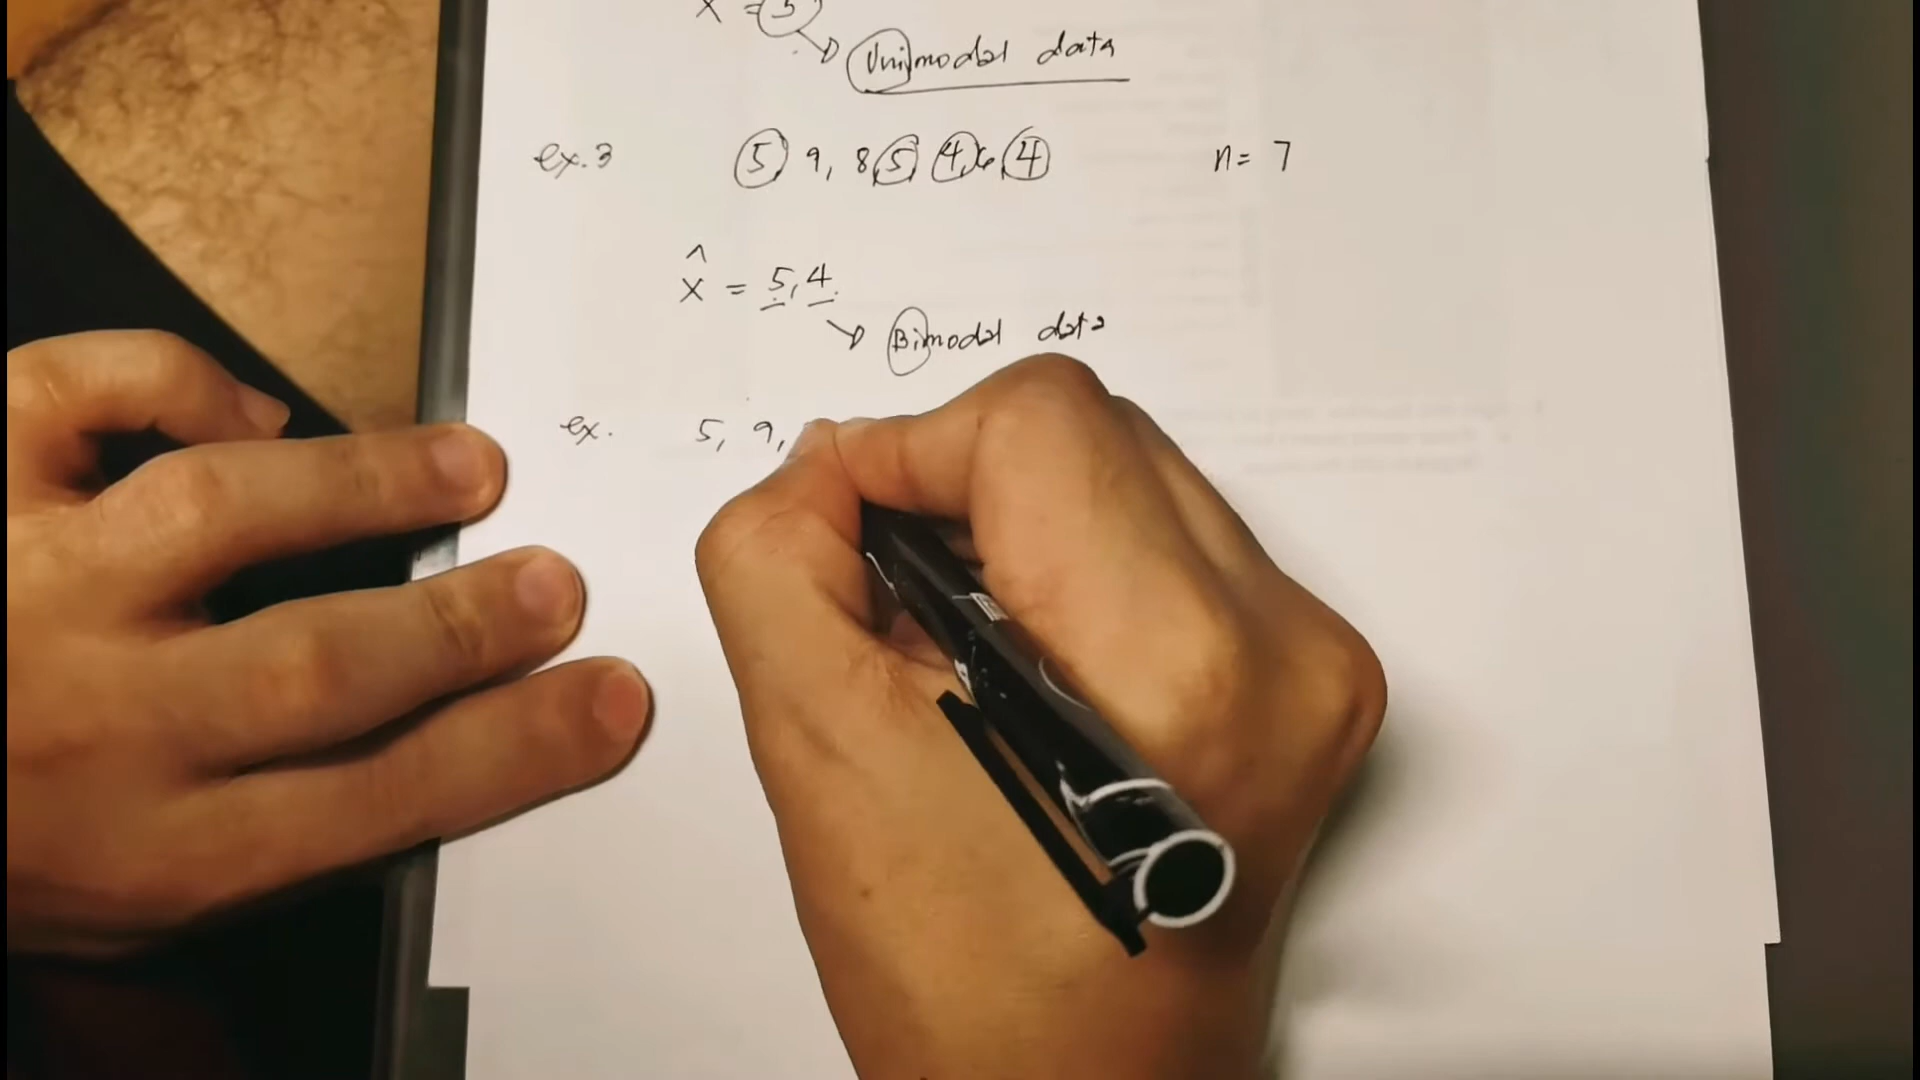 x = 5
Unimodal data
ex. 3 5, 9, 8, 5, 4, 6, 4 n = 7
x̂ = 5, 4
Bimodal data
ex. 5, 9,